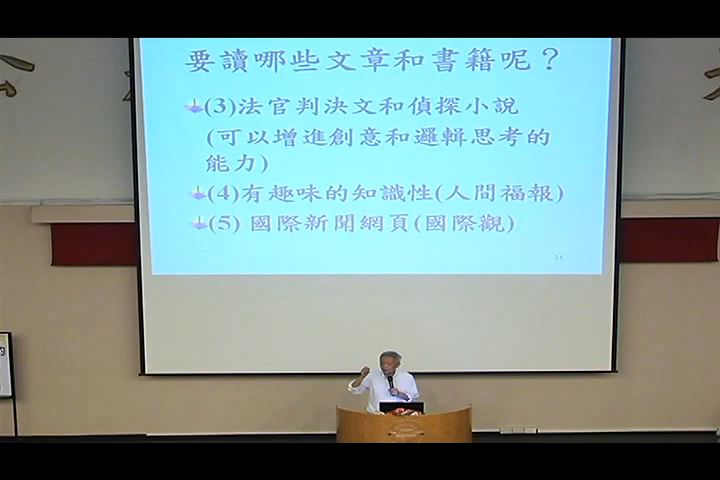 要讀哪些文章和書籍呢？
(3)法官判決文和偵探小說
(可以增進創意和邏輯思考的
能力)
(4)有趣味的知識性(人間福報)
(5) 國際新聞網頁(國際觀)
24